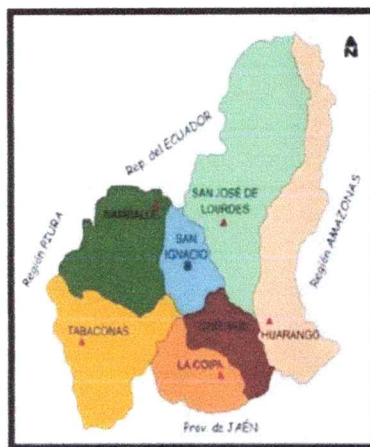 N
Rep. del ECUADOR
SAN JOSÉ DE
LOURDES
NAMBALLE
Región PIURA
SAN
IGNACIO
Región AMAZONAS
TABACONAS
CHIRINOS
HUARANGO
LA COIPA
Prov. de JAÉN